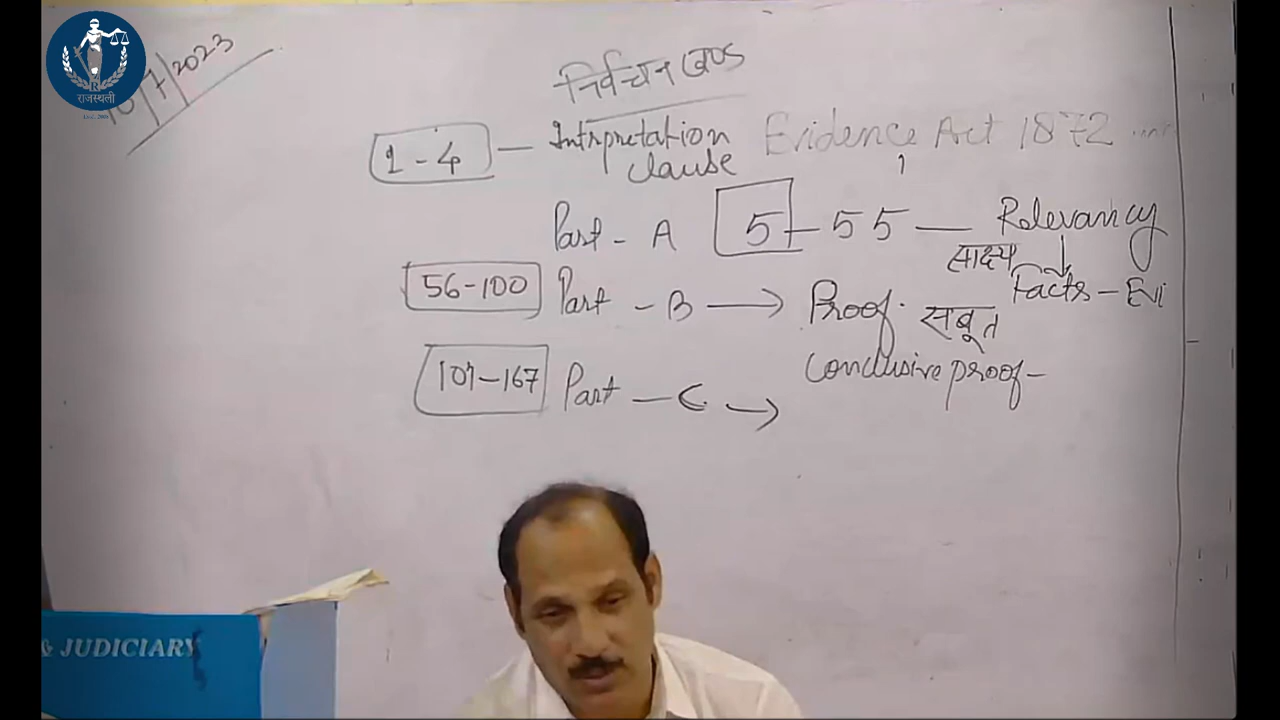 राजस्थली
10/7/2023
निर्वचन खण्ड
1-4 — Intrpretation Evidence Act 1872
clause
Part - A 5 - 55 — Relevancy
साक्ष्य
Facts - Evi
56-100 Part - B → Proof. सबूत
conclusive proof -
101-167 Part - C →
& JUDICIARY